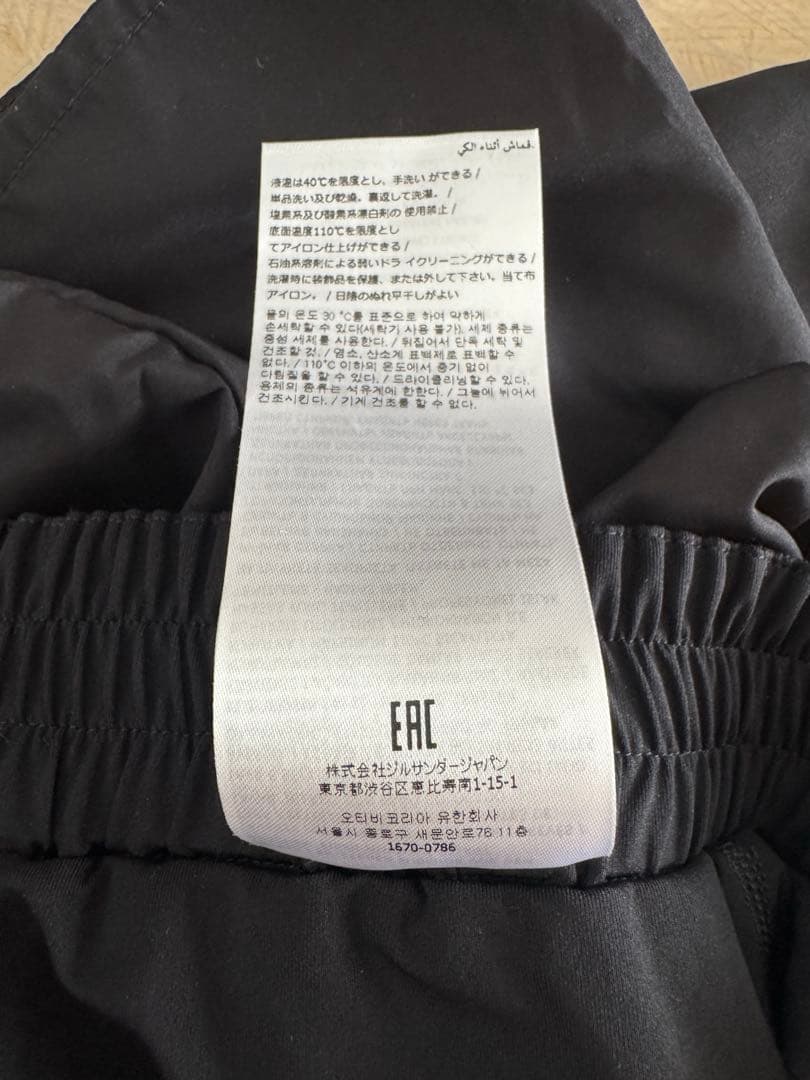 قماش أثناء الكي.
液温は40℃を限度とし、手洗いができる /
単品洗い及び乾燥。裏返して洗濯。 /
塩素系及び酸素系漂白剤の 使用禁止 /
底面温度110℃を限度とし
てアイロン仕上げができる /
石油系溶剤による弱いドラ イクリーニングができる /
洗濯時に装飾品を保護、または外して下さい。当て布
アイロン。 / 日陰のぬれ平干しがよい
물의 온도 30 ℃를 표준으로 하여 약하게
손세탁할 수 있다(세탁기 사용 불가). 세제 종류는
중성 세제를 사용한다. / 뒤집어서 단독 세탁 및
건조할 것. / 염소, 산소계 표백제로 표백할 수
없다. / 110℃ 이하의 온도에서 증기 없이
다림질을 할 수 있다. / 드라이클리닝할 수 있다.
용제의 종류는 석유계에 한한다. / 그늘에 뉘어서
건조시킨다. / 기계 건조를 할 수 없다.
EAC
株式会社ジルサンダージャパン
東京都渋谷区恵比寿南1-15-1
오티비코리아 유한회사
서울시 종로구 새문안로76 11층
1670-0786